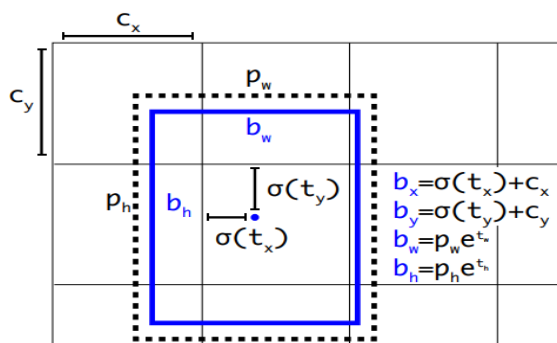 cx
cy
pw
bw
ph
bh
σ(ty)
σ(tx)
bx=σ(tx)+cx
by=σ(ty)+cy
bw=pwe^tw
bh=phe^th